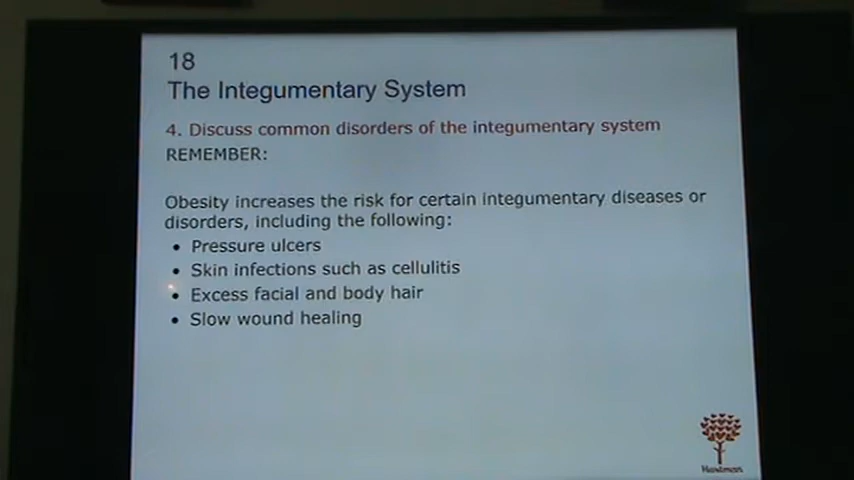 18
The Integumentary System
4. Discuss common disorders of the integumentary system
REMEMBER:
Obesity increases the risk for certain integumentary diseases or
disorders, including the following:
• Pressure ulcers
• Skin infections such as cellulitis
• Excess facial and body hair
• Slow wound healing
Hartman